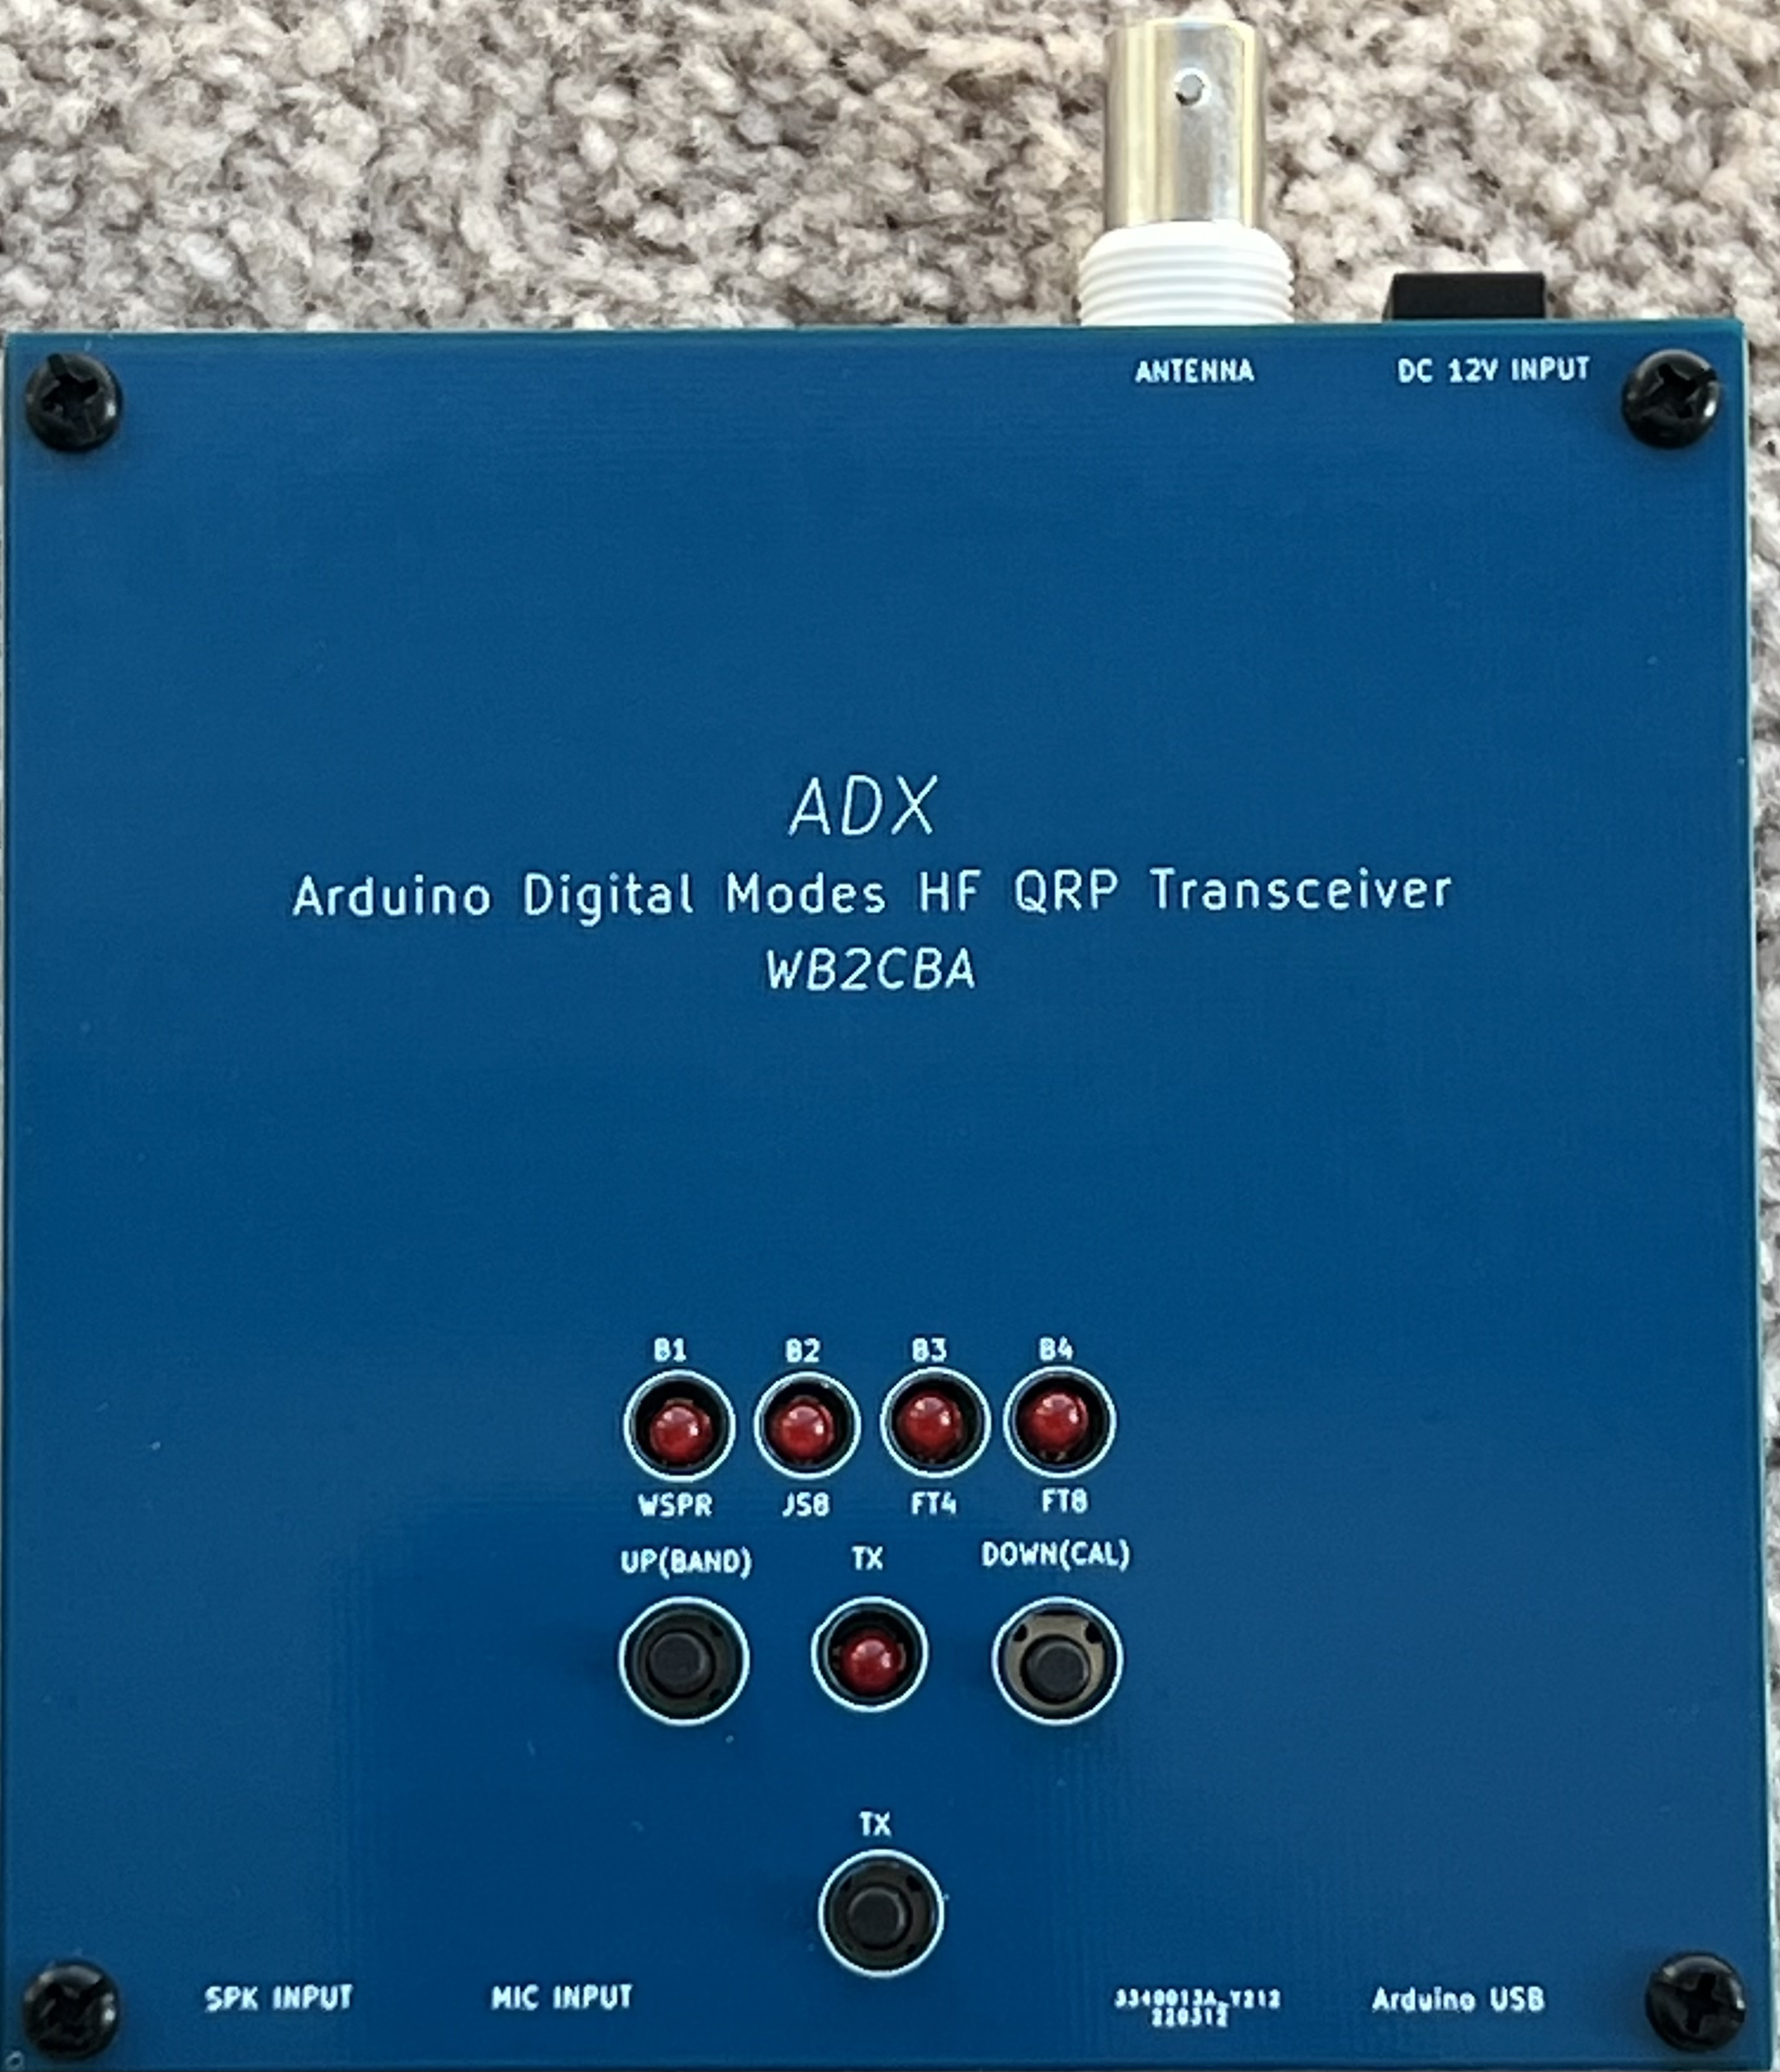 ANTENNA DC 12V INPUT
ADX
Arduino Digital Modes HF QRP Transceiver
WB2CBA
B1 B2 B3 B4
WSPR JS8 FT4 FT8
UP(BAND) TX DOWN(CAL)
TX
SPK INPUT MIC INPUT Arduino USB